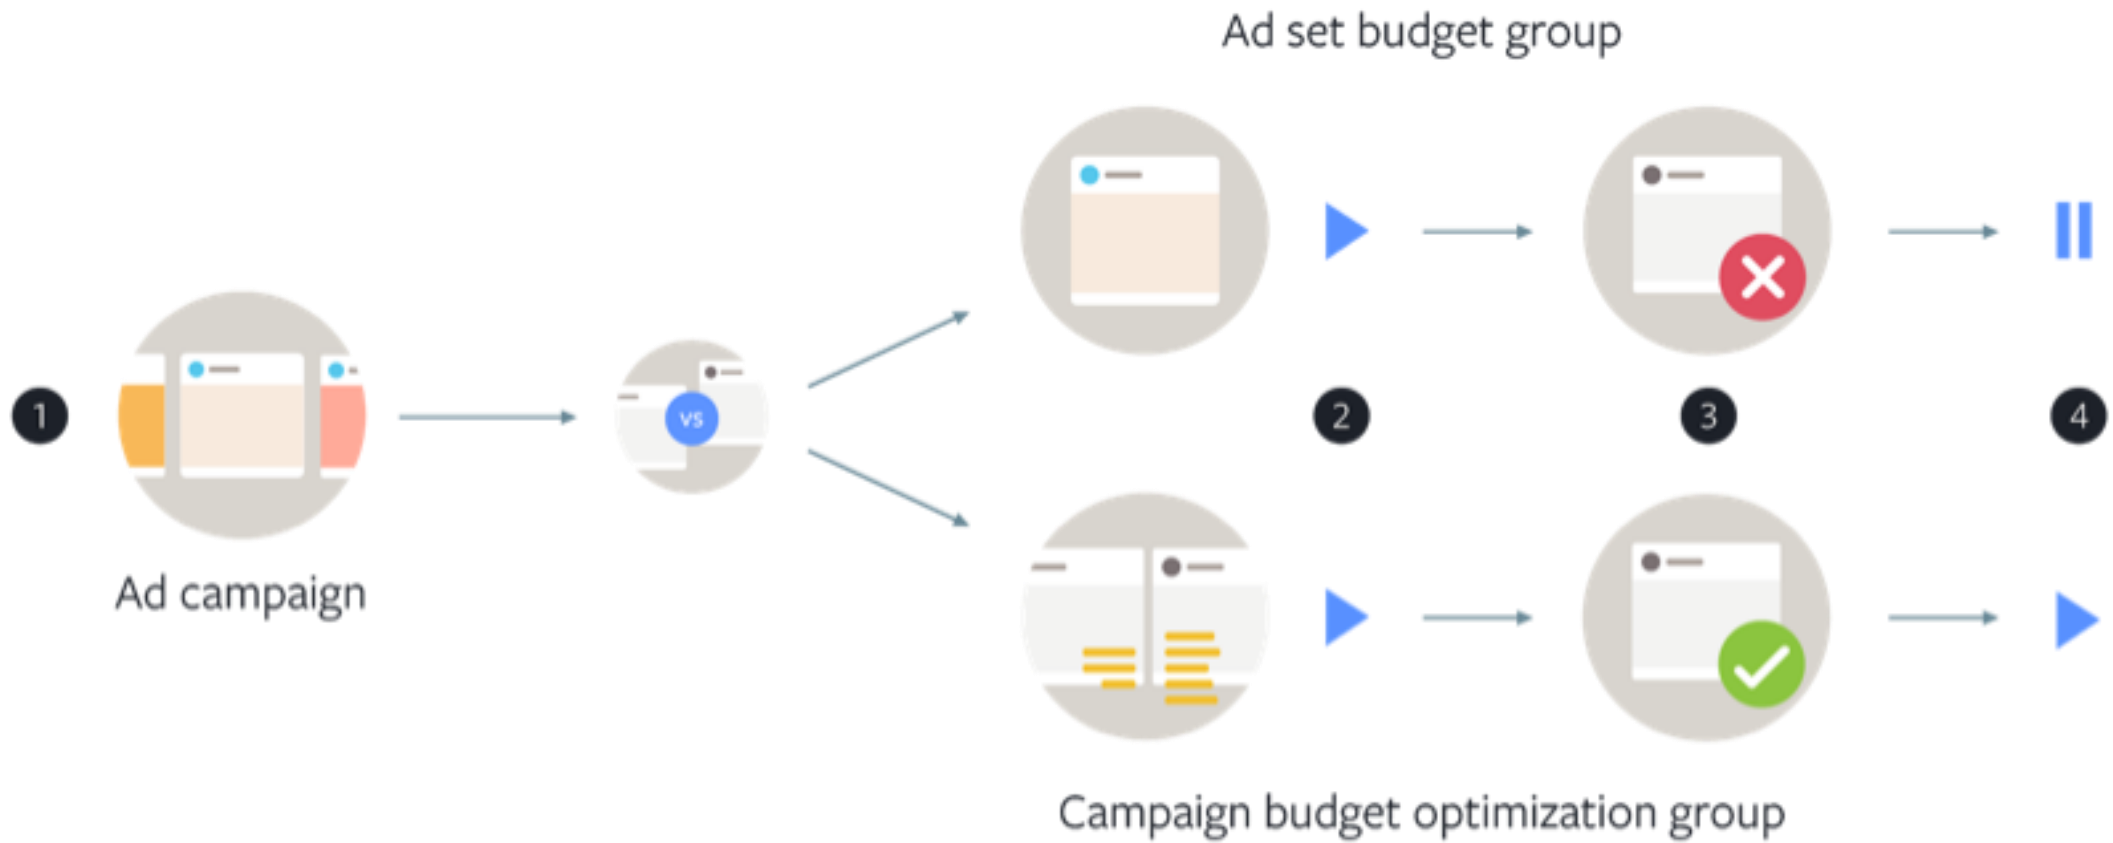 Ad set budget group
1
Ad campaign
vs
2
3
4
Campaign budget optimization group